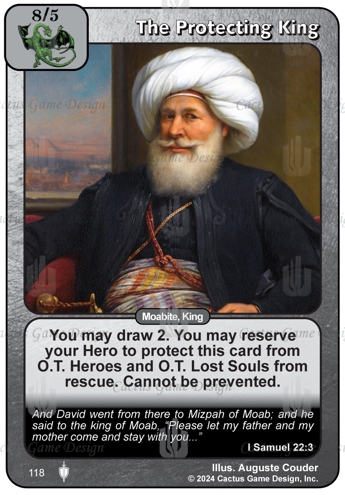 8/5
The Protecting King
Moabite, King
You may draw 2. You may reserve
your Hero to protect this card from
O.T. Heroes and O.T. Lost Souls from
rescue. Cannot be prevented.
And David went from there to Mizpah of Moab; and he
said to the king of Moab, "Please let my father and my
mother come and stay with you..."
I Samuel 22:3
Illus. Auguste Couder
118
© 2024 Cactus Game Design, Inc.
Cactus Game Design